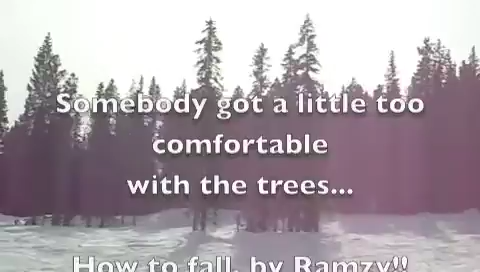 Somebody got a little too
comfortable
with the trees...
How to fall, by Ramzy!!